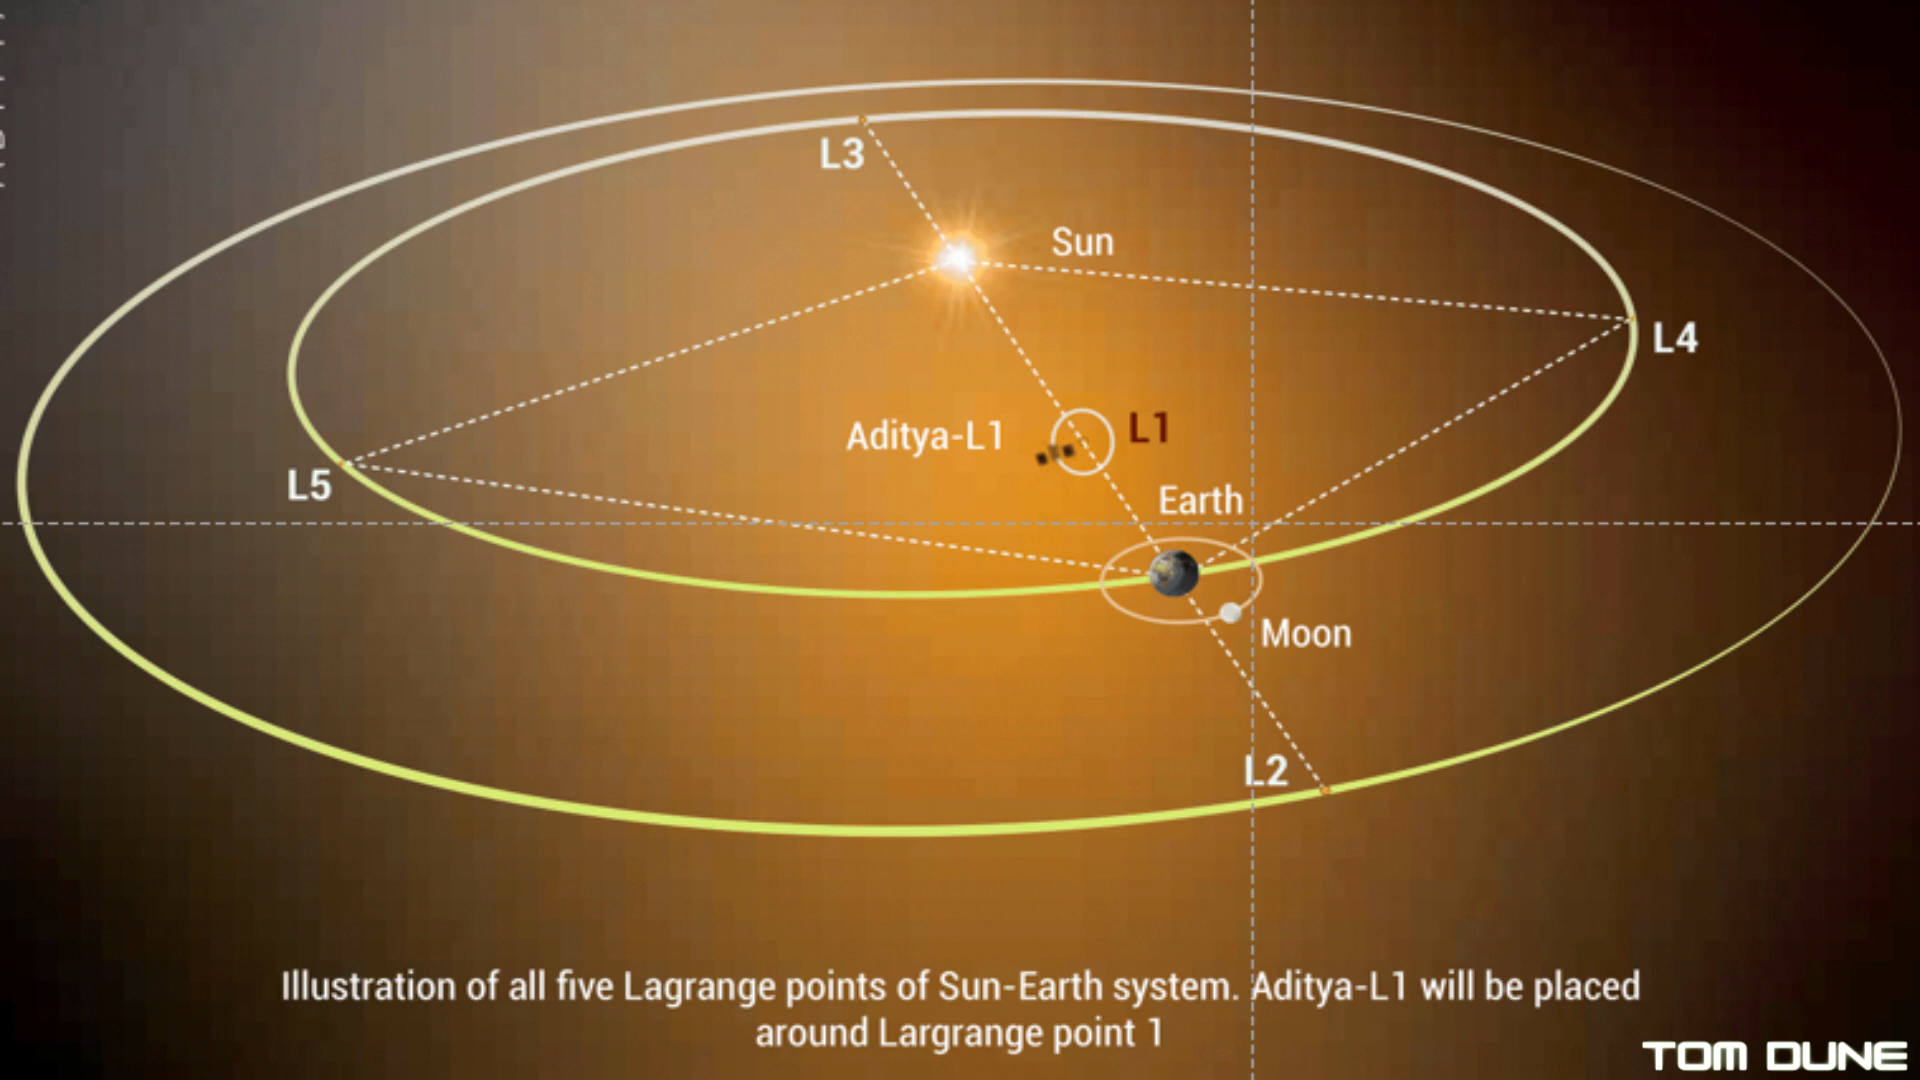 L3
Sun
L4
Aditya-L1
L1
L5
Earth
Moon
L2
Illustration of all five Lagrange points of Sun-Earth system. Aditya-L1 will be placed
around Largrange point 1
TOM DUNE